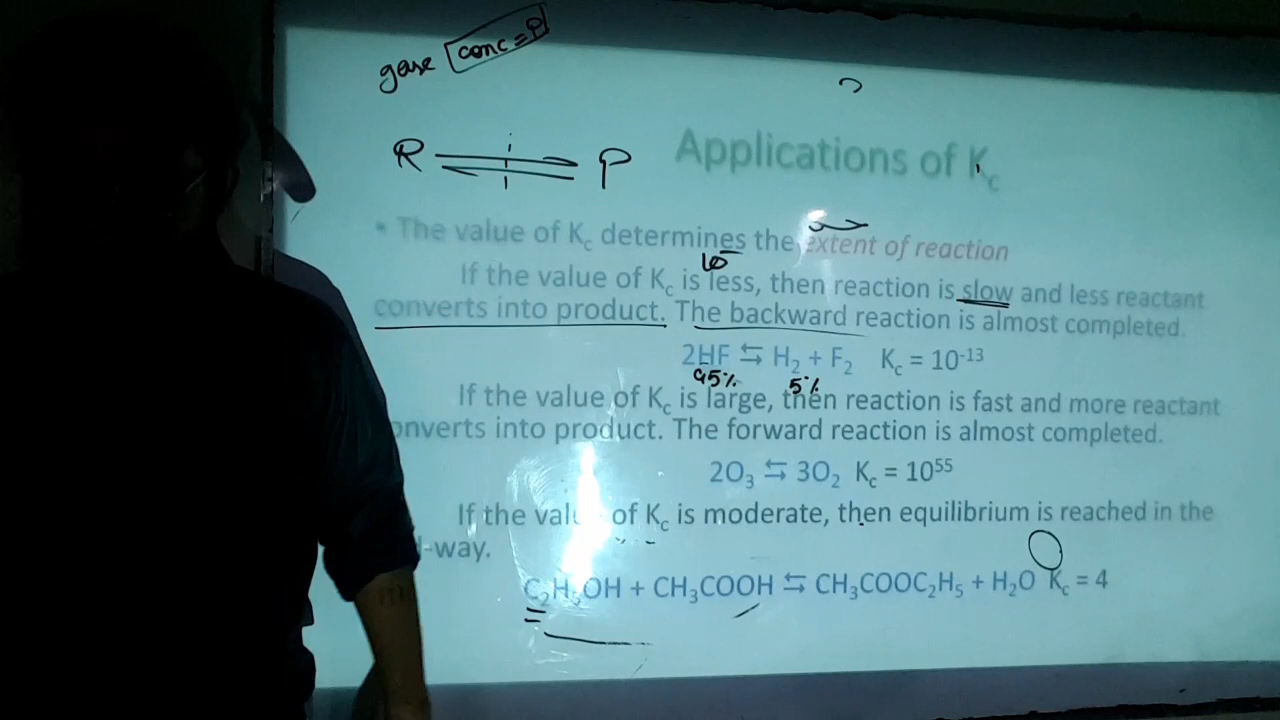 gase conc = P
R ⇌ P
Applications of Kc
• The value of Kc determines the extent of reaction
If the value of Kc is less, then reaction is slow and less reactant
converts into product. The backward reaction is almost completed.
2HF ⇆ H₂ + F₂ Kc = 10⁻¹³
95% 5%
If the value of Kc is large, then reaction is fast and more reactant
onverts into product. The forward reaction is almost completed.
2O₃ ⇆ 3O₂ Kc = 10⁵⁵
If the val of Kc is moderate, then equilibrium is reached in the
-way.
C₂H₅OH + CH₃COOH ⇆ CH₃COOC₂H₅ + H₂O Kc = 4